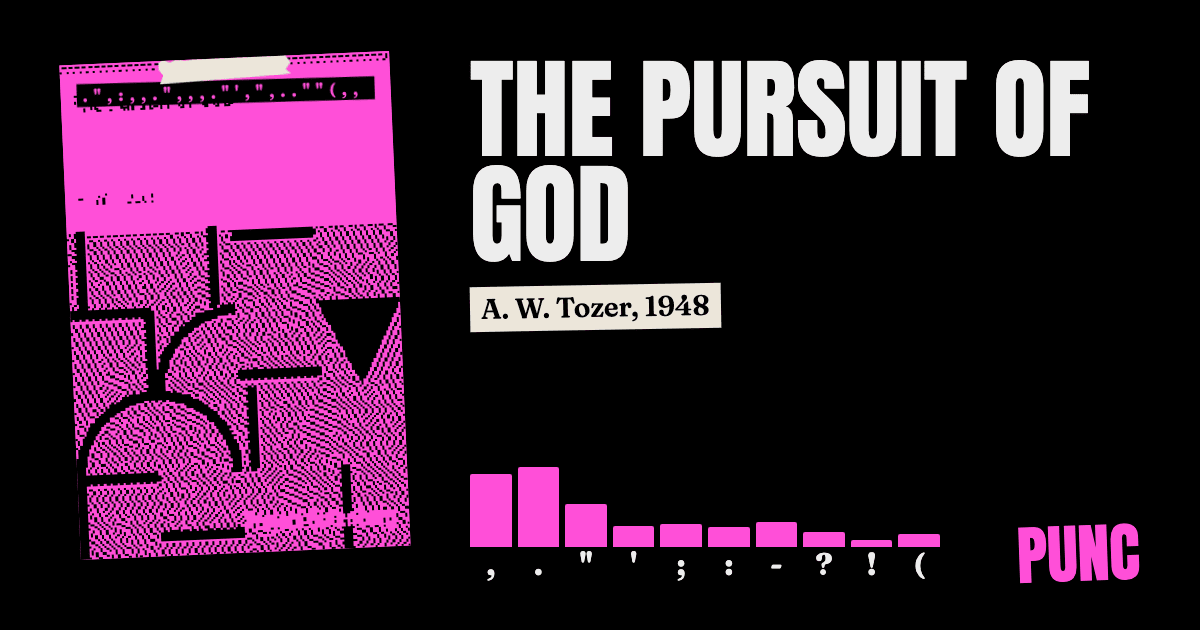 . " , : , , . " , , , . " ' , " , . . " " ( , ,
THE PURSUIT OF
GOD
A. W. Tozer, 1948
, . " ' ; : - ? ! (
PUNC